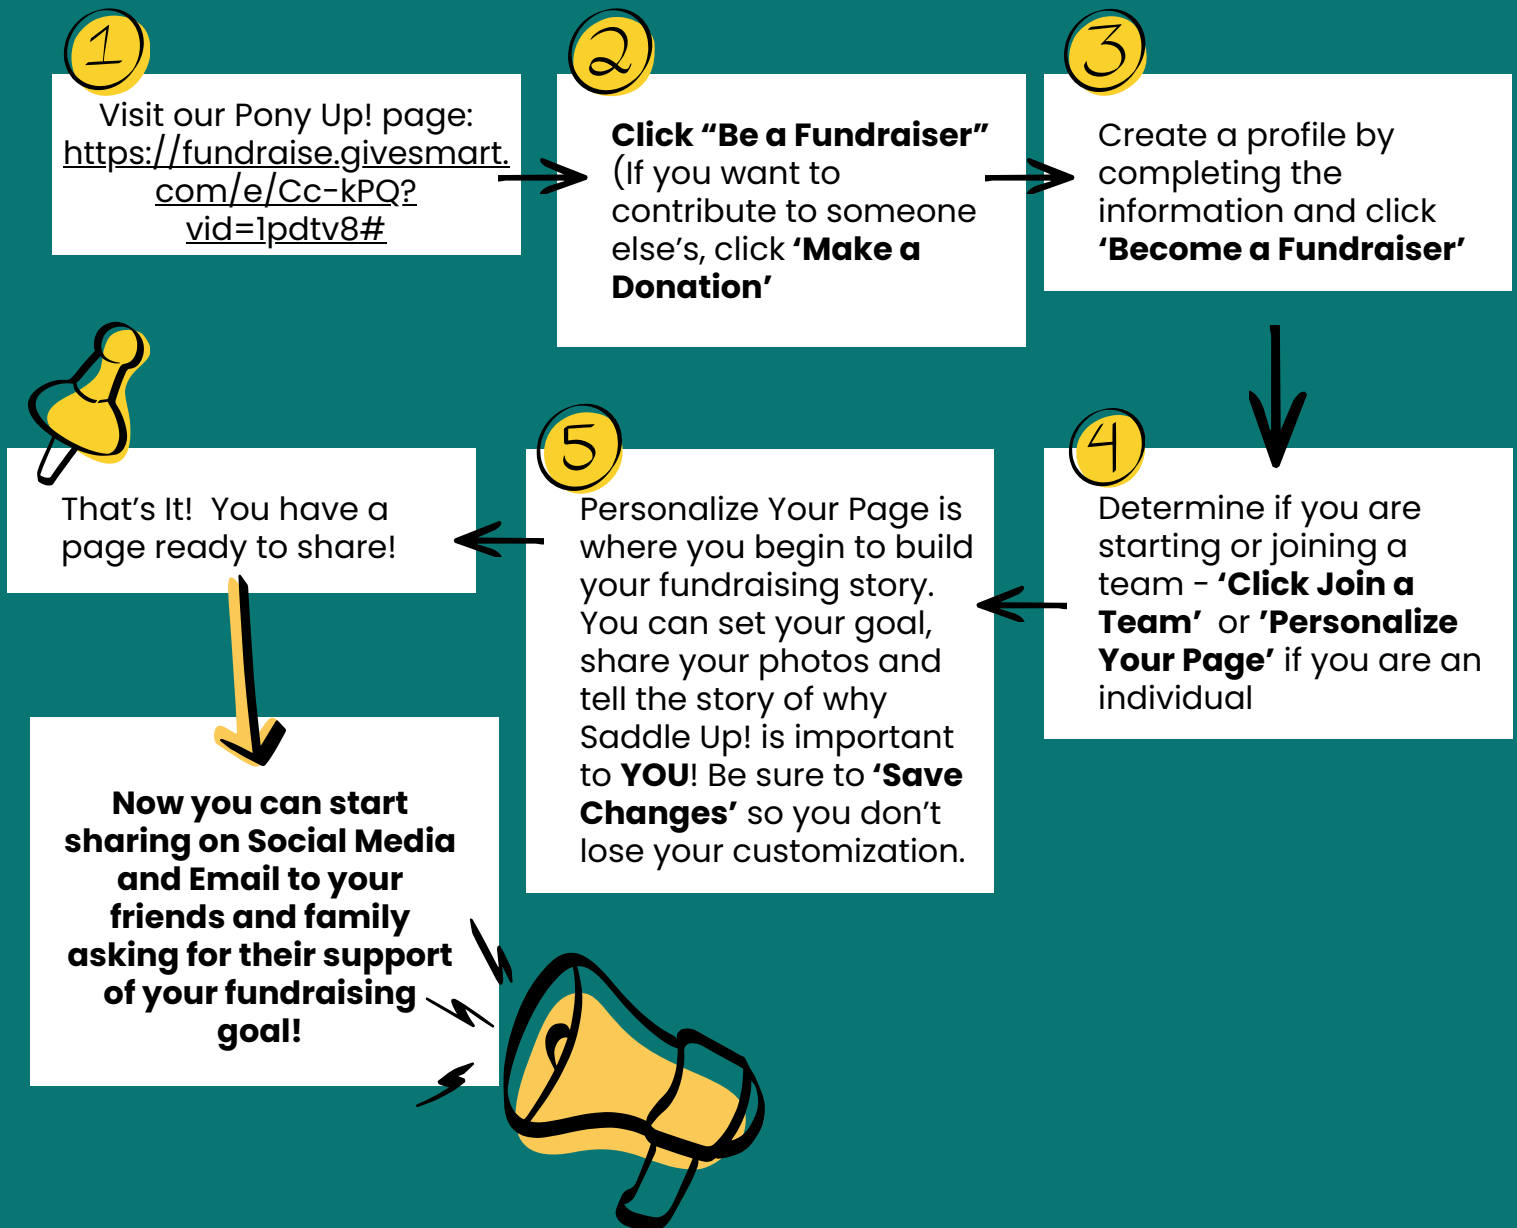 1
Visit our Pony Up! page:
https://fundraise.givesmart.
com/e/Cc-kPQ?
vid=1pdtv8#
2
Click “Be a Fundraiser”
(If you want to
contribute to someone
else’s, click ‘Make a
Donation’
3
Create a profile by
completing the
information and click
‘Become a Fundraiser’
4
Determine if you are
starting or joining a
team - ‘Click Join a
Team’ or ’Personalize
Your Page’ if you are an
individual
5
Personalize Your Page is
where you begin to build
your fundraising story.
You can set your goal,
share your photos and
tell the story of why
Saddle Up! is important
to YOU! Be sure to ‘Save
Changes’ so you don’t
lose your customization.
That’s It! You have a
page ready to share!
Now you can start
sharing on Social Media
and Email to your
friends and family
asking for their support
of your fundraising
goal!